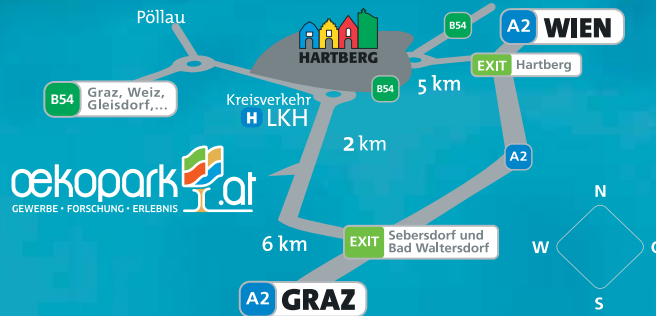 Pöllau
B54
A2 WIEN
HARTBERG
EXIT Hartberg
5 km
B54
B54 Graz, Weiz,
Gleisdorf,...
Kreisverkehr
H LKH
2 km
A2
œkopark.at
GEWERBE • FORSCHUNG • ERLEBNIS
N
W
O
S
EXIT Sebersdorf und
Bad Waltersdorf
6 km
A2 GRAZ